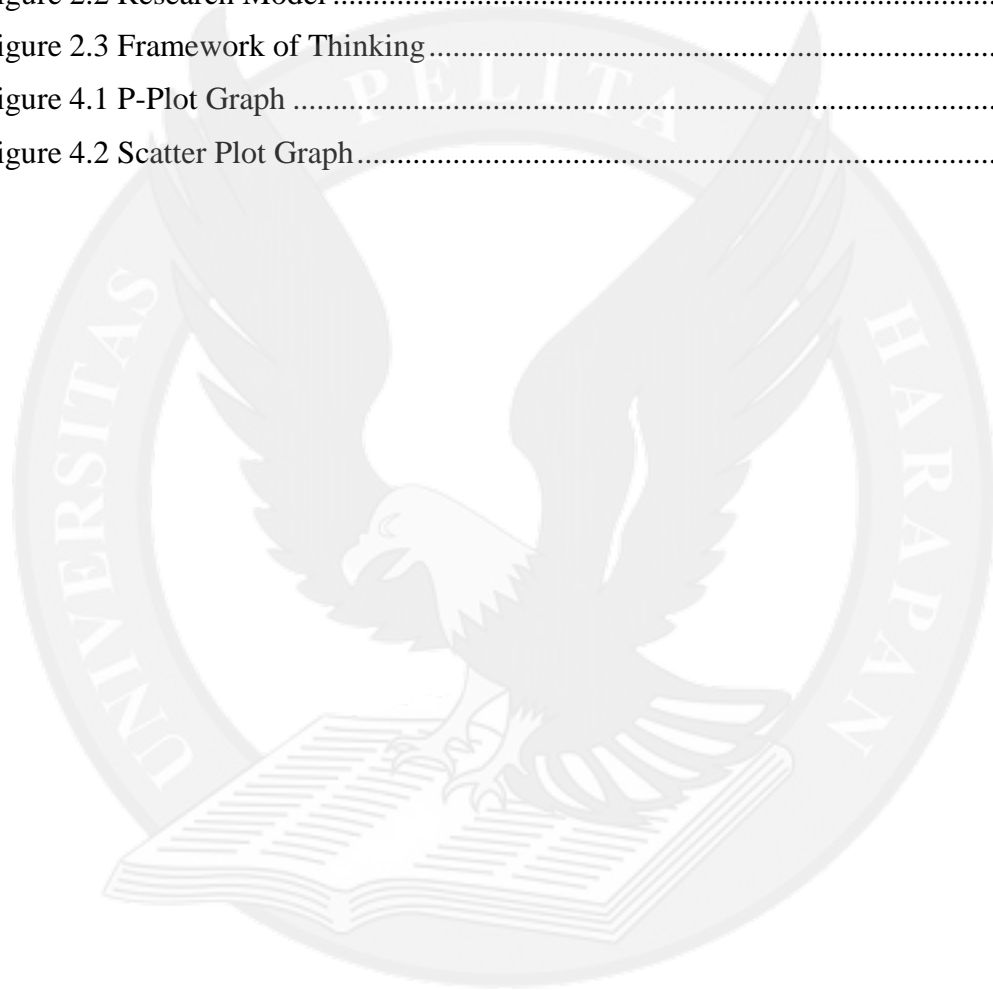 igure 2.2 Research Model ....................................................................................
igure 2.3 Framework of Thinking ........................................................................
igure 4.1 P-Plot Graph ..........................................................................................
igure 4.2 Scatter Plot Graph ..................................................................................
UNIVERSITAS PELITA HARAPAN